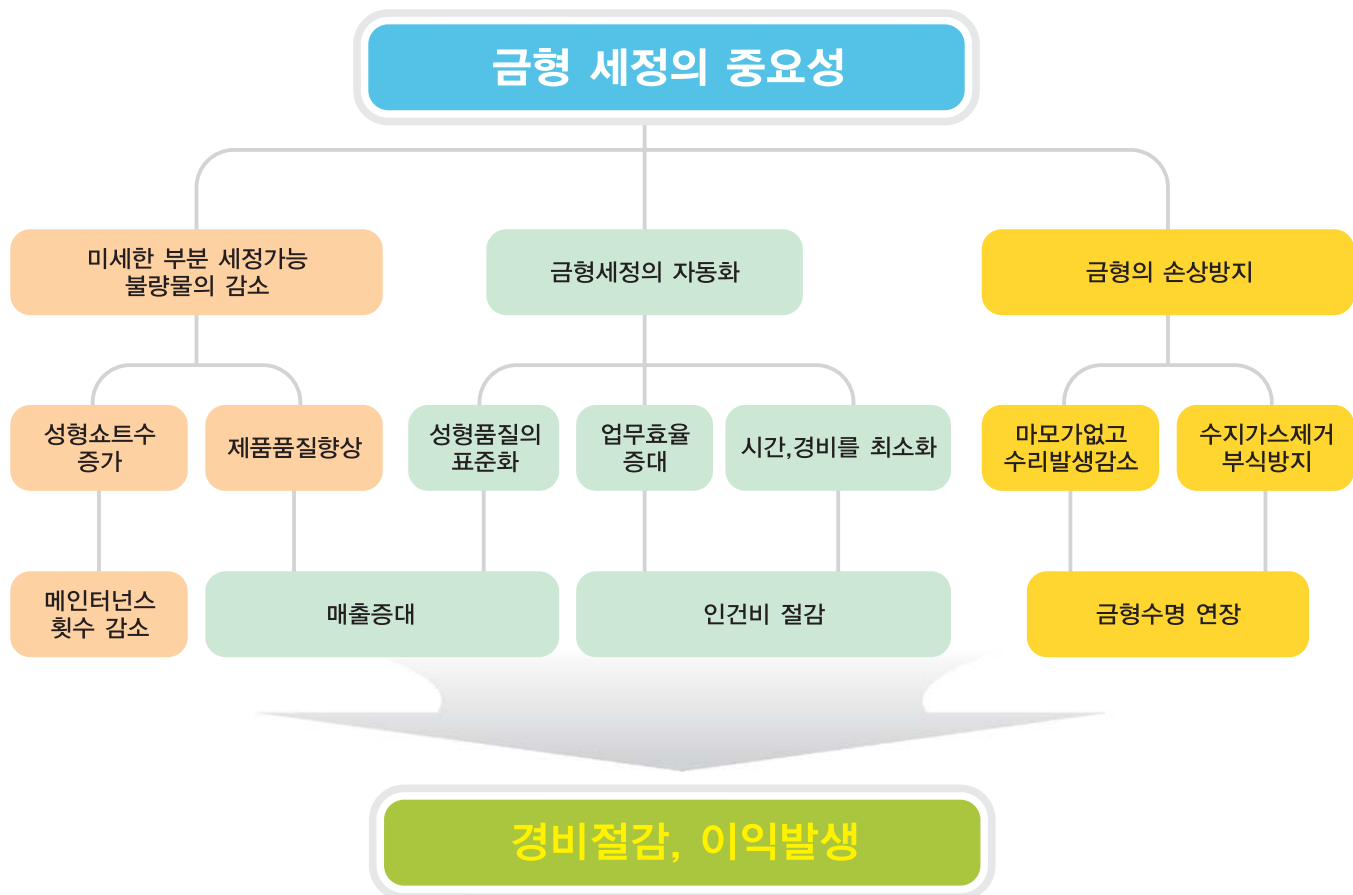 금형 세정의 중요성
미세한 부분 세정가능
불량물의 감소
금형세정의 자동화
금형의 손상방지
성형쇼트수
증가
제품품질향상
성형품질의
표준화
업무효율
증대
시간,경비를 최소화
마모가없고
수리발생감소
수지가스제거
부식방지
메인터넌스
횟수 감소
매출증대
인건비 절감
금형수명 연장
경비절감, 이익발생